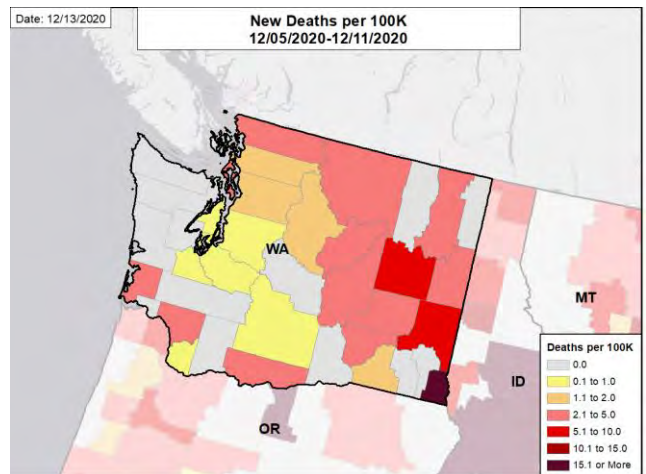 Date: 12/13/2020
New Deaths per 100K
12/05/2020-12/11/2020
WA
MT
ID
OR
Deaths per 100K
0.0
0.1 to 1.0
1.1 to 2.0
2.1 to 5.0
5.1 to 10.0
10.1 to 15.0
15.1 or More